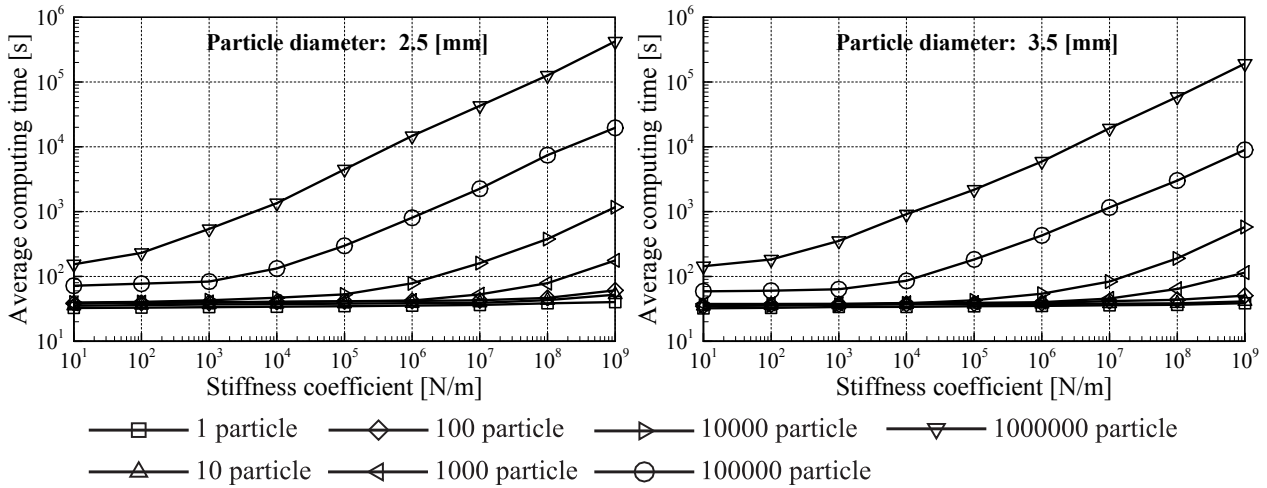 Particle diameter: 2.5 [mm]
Average computing time [s]
10⁶
10⁵
10⁴
10³
10²
10¹
10¹ 10² 10³ 10⁴ 10⁵ 10⁶ 10⁷ 10⁸ 10⁹
Stiffness coefficient [N/m]
Particle diameter: 3.5 [mm]
Average computing time [s]
10⁶
10⁵
10⁴
10³
10²
10¹
10¹ 10² 10³ 10⁴ 10⁵ 10⁶ 10⁷ 10⁸ 10⁹
Stiffness coefficient [N/m]
1 particle 100 particle 10000 particle 1000000 particle
10 particle 1000 particle 100000 particle